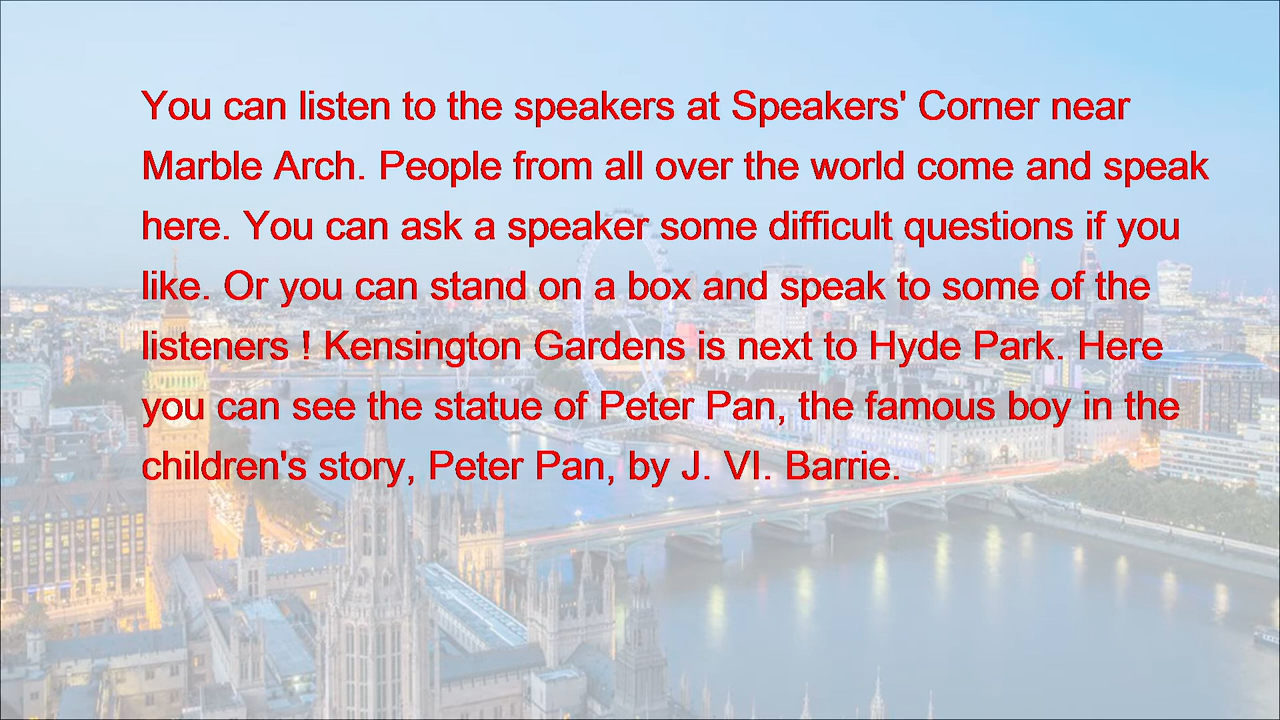 You can listen to the speakers at Speakers' Corner near
Marble Arch. People from all over the world come and speak
here. You can ask a speaker some difficult questions if you
like. Or you can stand on a box and speak to some of the
listeners ! Kensington Gardens is next to Hyde Park. Here
you can see the statue of Peter Pan, the famous boy in the
children's story, Peter Pan, by J. VI. Barrie.